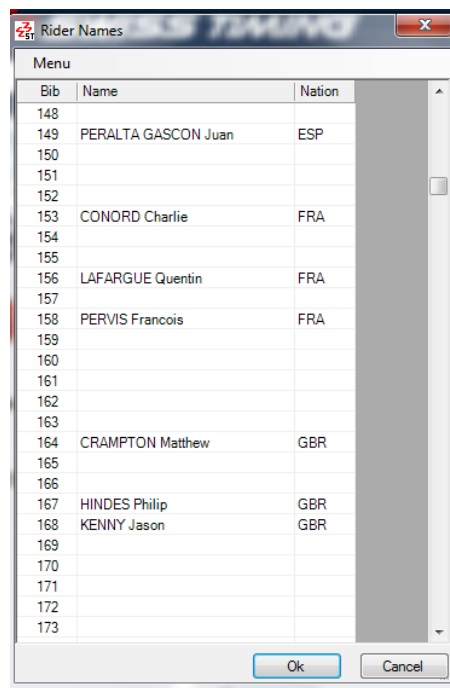 Rider Names
Menu
Bib Name Nation
148
149 PERALTA GASCON Juan ESP
150
151
152
153 CONORD Charlie FRA
154
155
156 LAFARGUE Quentin FRA
157
158 PERVIS Francois FRA
159
160
161
162
163
164 CRAMPTON Matthew GBR
165
166
167 HINDES Philip GBR
168 KENNY Jason GBR
169
170
171
172
173
Ok Cancel